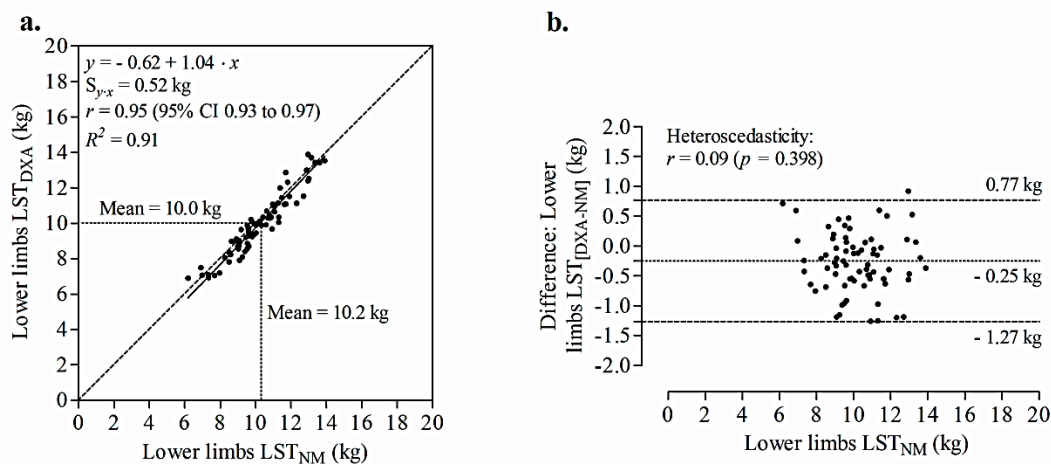 a.
y = - 0.62 + 1.04 · x
Sy·x = 0.52 kg
r = 0.95 (95% CI 0.93 to 0.97)
R² = 0.91
Mean = 10.0 kg
Mean = 10.2 kg
Lower limbs LSTDXA (kg)
20
18
16
14
12
10
8
6
4
2
0
0 2 4 6 8 10 12 14 16 18 20
Lower limbs LSTNM (kg)
b.
Heteroscedasticity:
r = 0.09 (p = 0.398)
0.77 kg
- 0.25 kg
- 1.27 kg
Difference: Lower
limbs LST[DXA-NM] (kg)
2.0
1.5
1.0
0.5
0.0
-0.5
-1.0
-1.5
-2.0
0 2 4 6 8 10 12 14 16 18 20
Lower limbs LSTNM (kg)